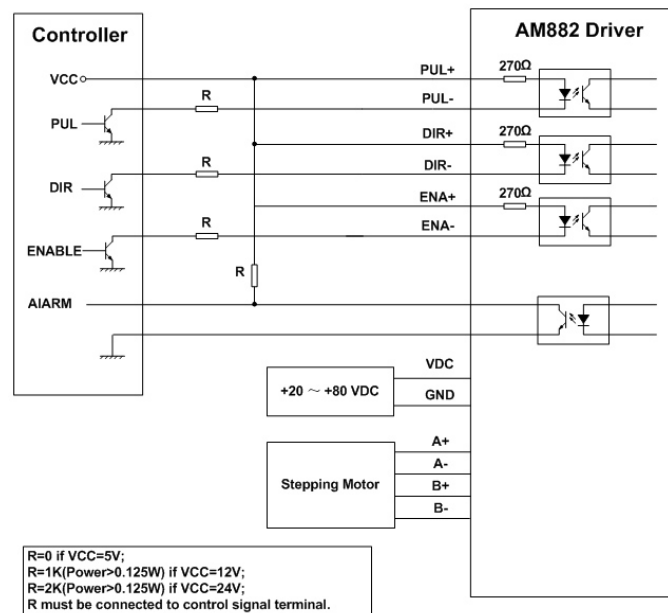 Controller
AM882 Driver
VCC
PUL+
270Ω
R
PUL-
PUL
DIR+
270Ω
R
DIR-
DIR
ENA+
270Ω
R
ENA-
ENABLE
R
AIARM
VDC
+20 ～ +80 VDC
GND
A+
A-
Stepping Motor
B+
B-
R=0 if VCC=5V;
R=1K(Power>0.125W) if VCC=12V;
R=2K(Power>0.125W) if VCC=24V;
R must be connected to control signal terminal.